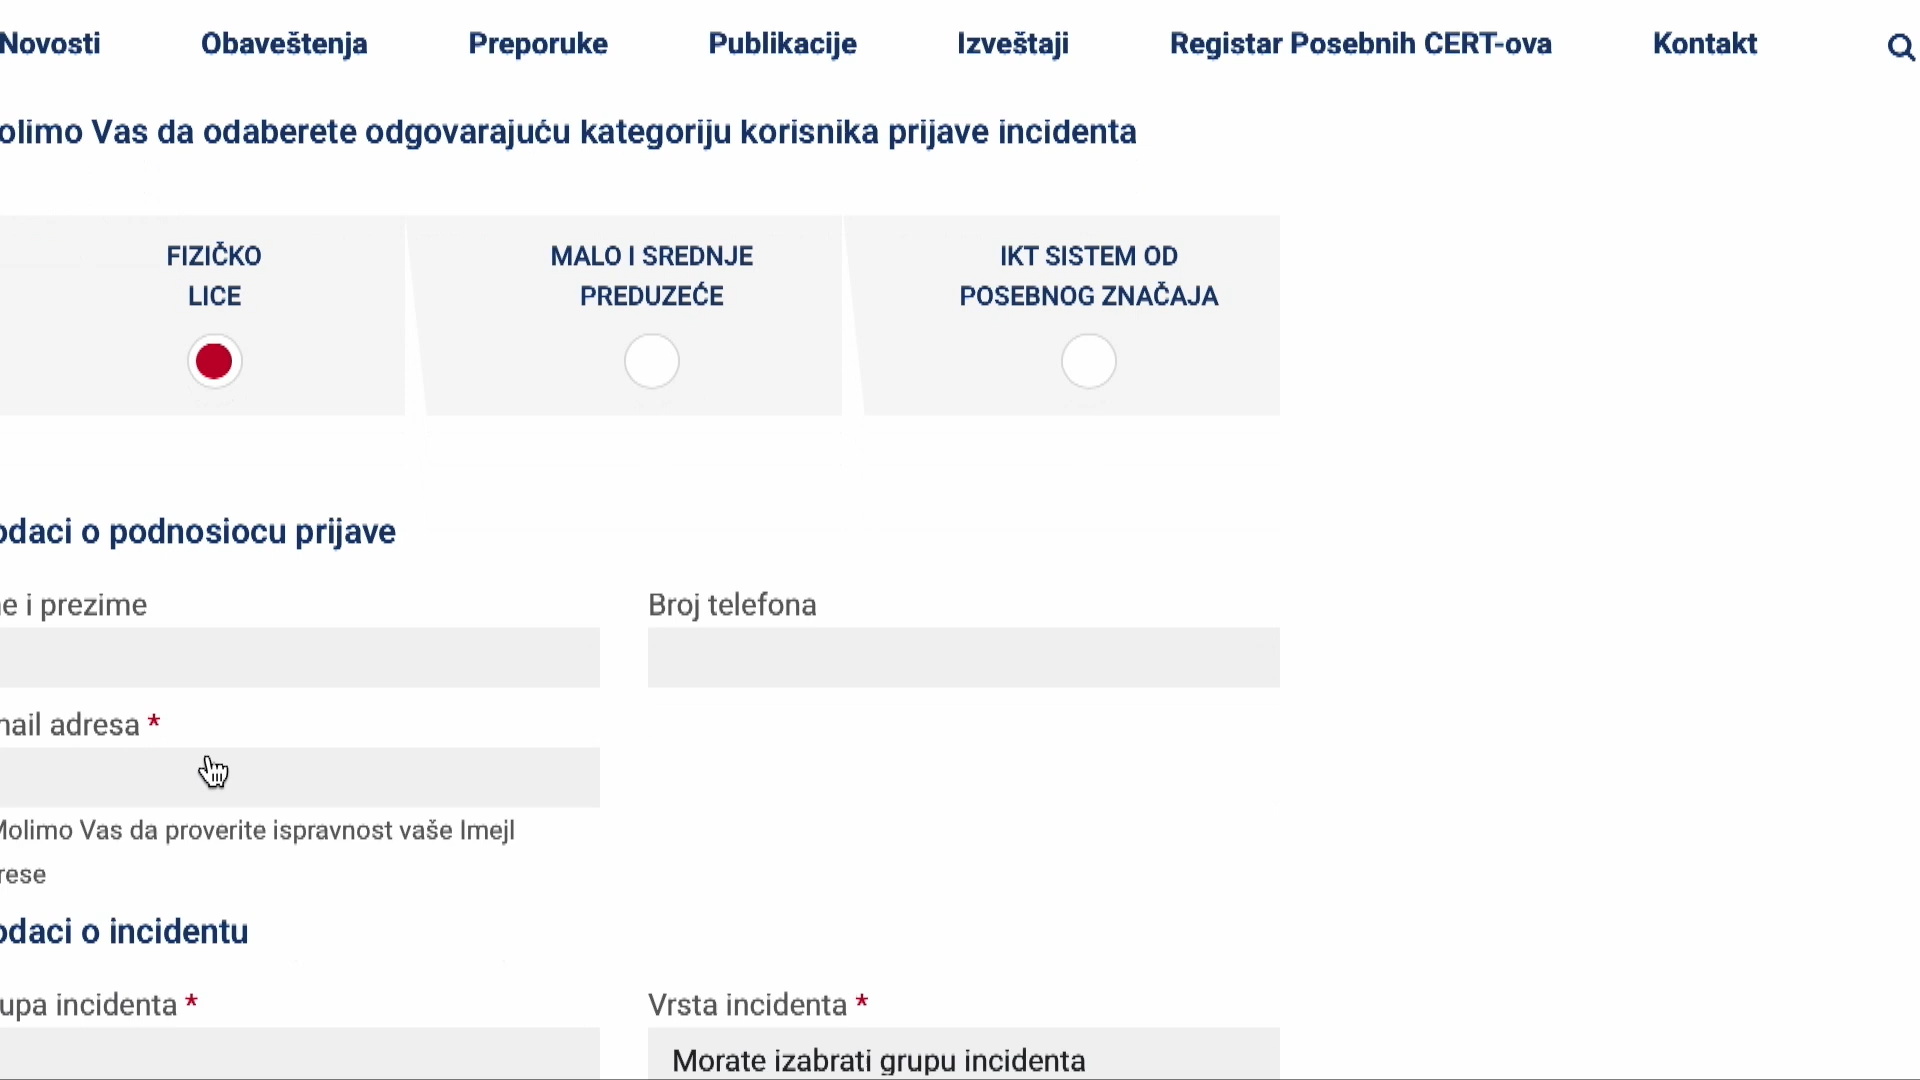 Novosti Obaveštenja Preporuke Publikacije Izveštaji Registar Posebnih CERT-ova Kontakt
olimo Vas da odaberete odgovarajuću kategoriju korisnika prijave incidenta
FIZIČKO
LICE
MALO I SREDNJE
PREDUZEĆE
IKT SISTEM OD
POSEBNOG ZNAČAJA
odaci o podnosiocu prijave
e i prezime
Broj telefona
nail adresa *
Molimo Vas da proverite ispravnost vaše Imejl
rese
odaci o incidentu
upa incidenta *
Vrsta incidenta *
Morate izabrati grupu incidenta